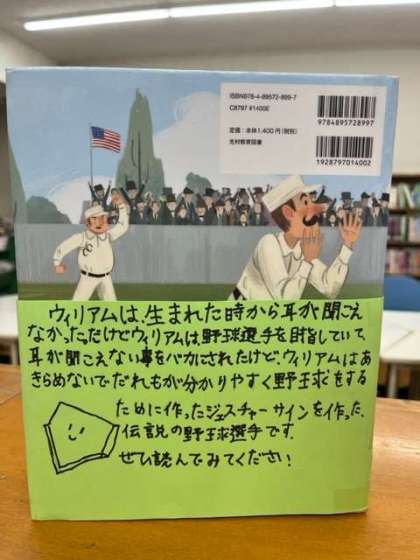 ISBN978-4-89572-899-7
C8797 ¥1400E
定価：本体1,400円(税別)
光村教育図書
9784895728997
1928797014002
ウィリアムは、生まれた時から耳が聞こえ
なかった。だけどウィリアムは、野球選手を目指していて、
耳が聞こえない事をバカにされたけど、ウィリアムはあ
きらめないで、だれもが分かりやすく野球をする
ために作ったジェスチャーサインを作った、
伝説の野球選手です。
ぜひ読んでみてください！